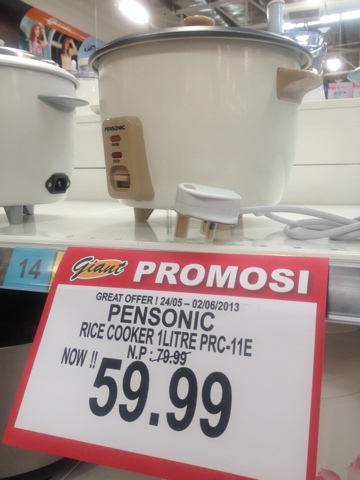 PENSONIC
14
Giant PROMOSI
GREAT OFFER ! 24/05 – 02/06/2013
PENSONIC
RICE COOKER 1LITRE PRC-11E
N.P : 79.99
NOW !!
59.99